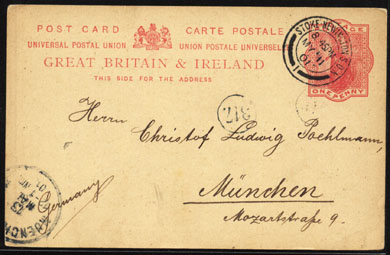 POST CARD CARTE POSTALE
UNIVERSAL POSTAL UNION UNION POSTALE UNIVERSELLE
GREAT BRITAIN & IRELAND
THIS SIDE FOR THE ADDRESS
STOKE-NEWINGTON S.O.
ONE PENNY
317
Herrn Christof Ludwig Poehlmann,
München
Mozartstraße 9.
Germany